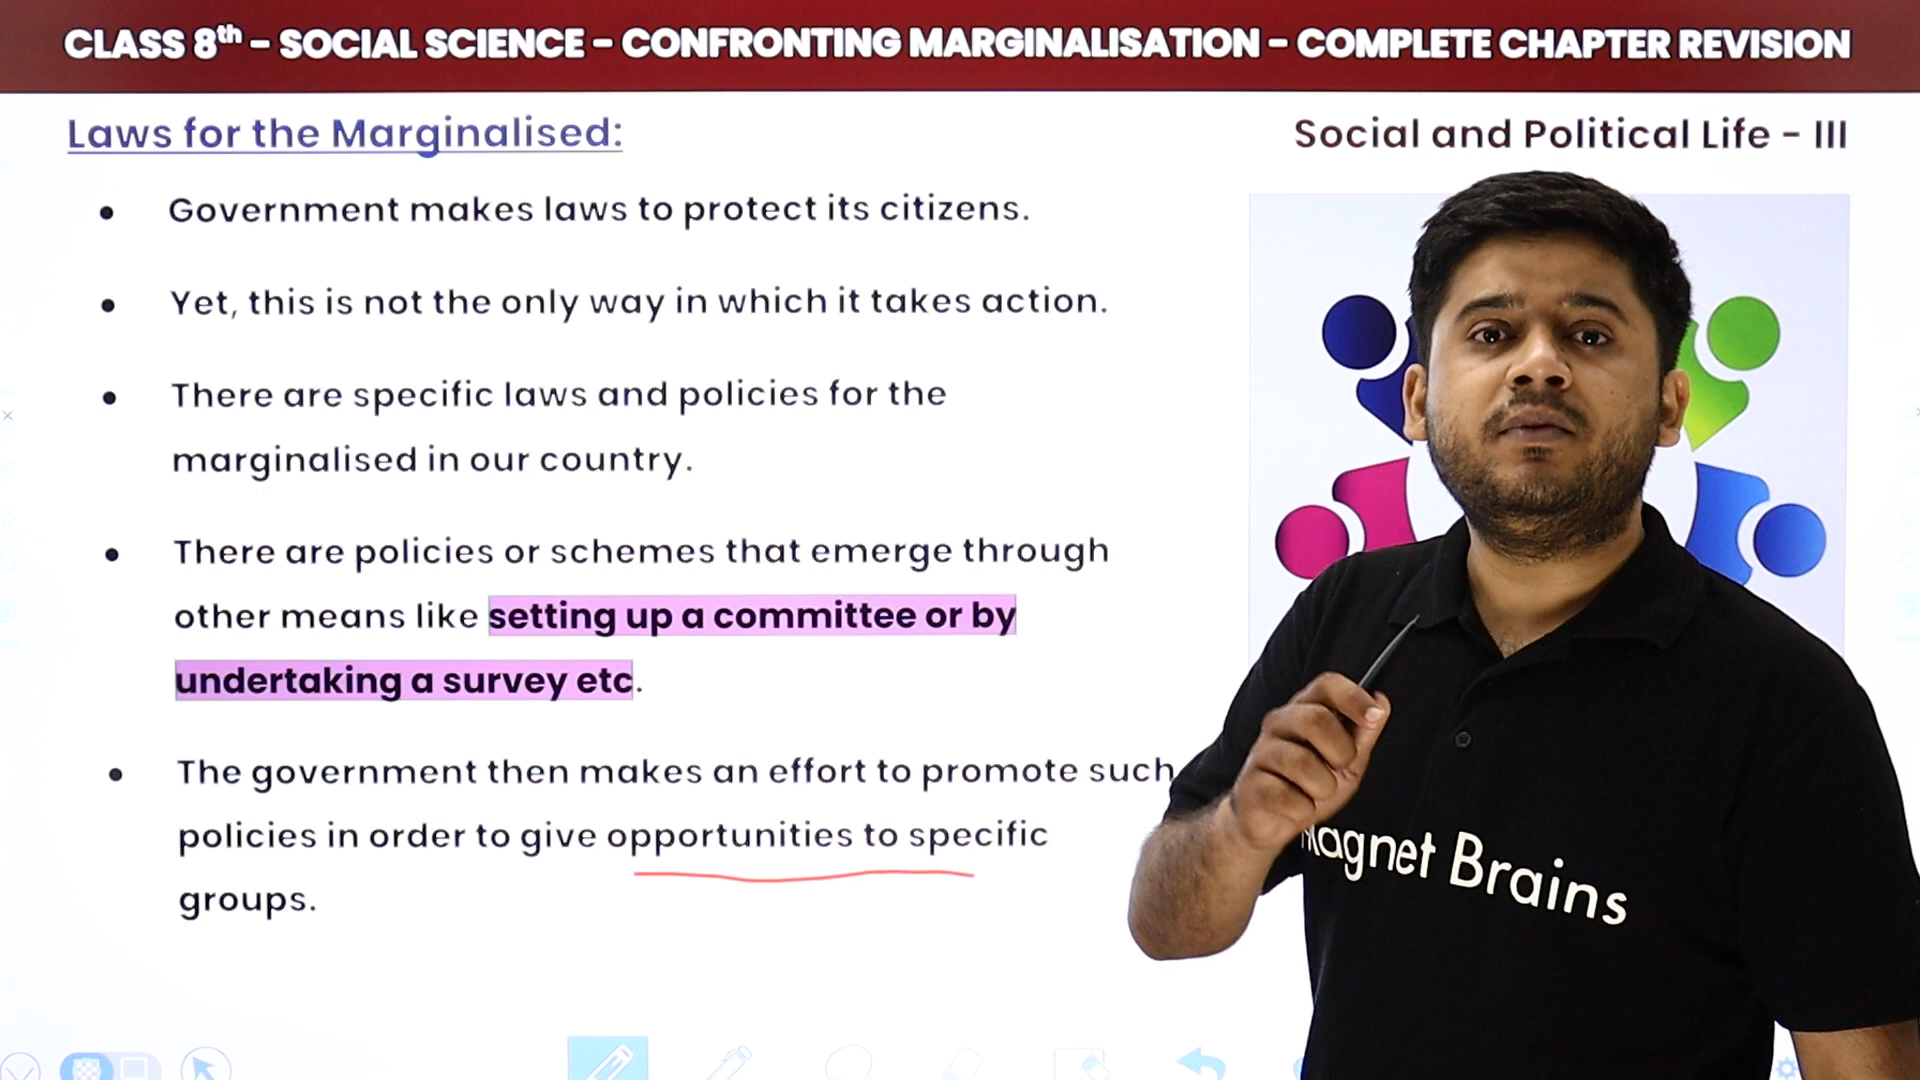 CLASS 8th – SOCIAL SCIENCE – CONFRONTING MARGINALISATION – COMPLETE CHAPTER REVISION
Laws for the Marginalised:
Social and Political Life – III
• Government makes laws to protect its citizens.
• Yet, this is not the only way in which it takes action.
• There are specific laws and policies for the
marginalised in our country.
• There are policies or schemes that emerge through
other means like setting up a committee or by
undertaking a survey etc.
• The government then makes an effort to promote such
policies in order to give opportunities to specific
groups.
Magnet Brains